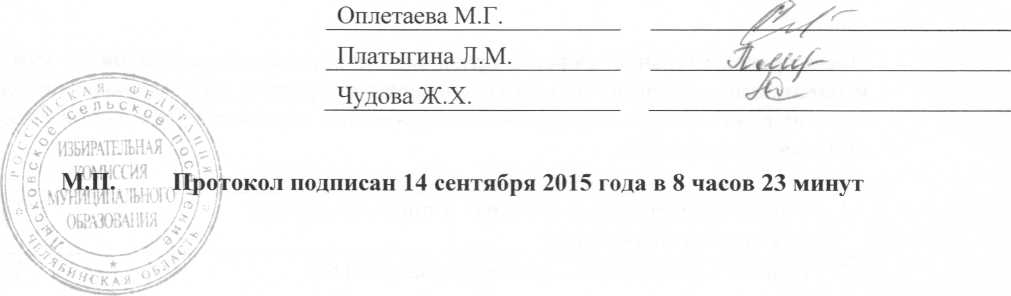 Оплетаева М.Г.
Платыгина Л.М.
Чудова Ж.Х.
РОССИЙСКАЯ ФЕДЕРАЦИЯ
ЧЕЛЯБИНСКАЯ ОБЛАСТЬ
сельское поселение
ИЗБИРАТЕЛЬНАЯ
КОМИССИЯ
МУНИЦИПАЛЬНОГО
ОБРАЗОВАНИЯ
М.П. Протокол подписан 14 сентября 2015 года в 8 часов 23 минут